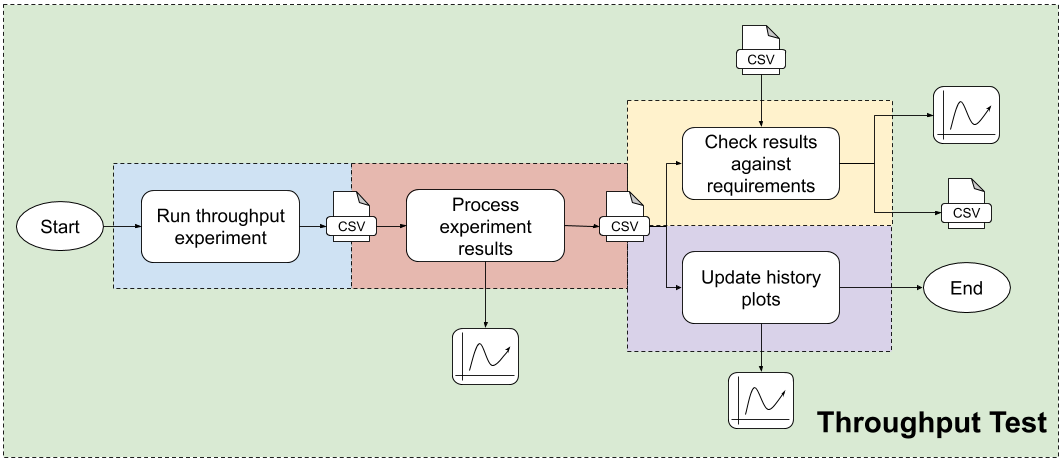 CSV
Check results
against
requirements
Start
Run throughput
experiment
CSV
Process
experiment
results
CSV
CSV
Update history
plots
End
Throughput Test